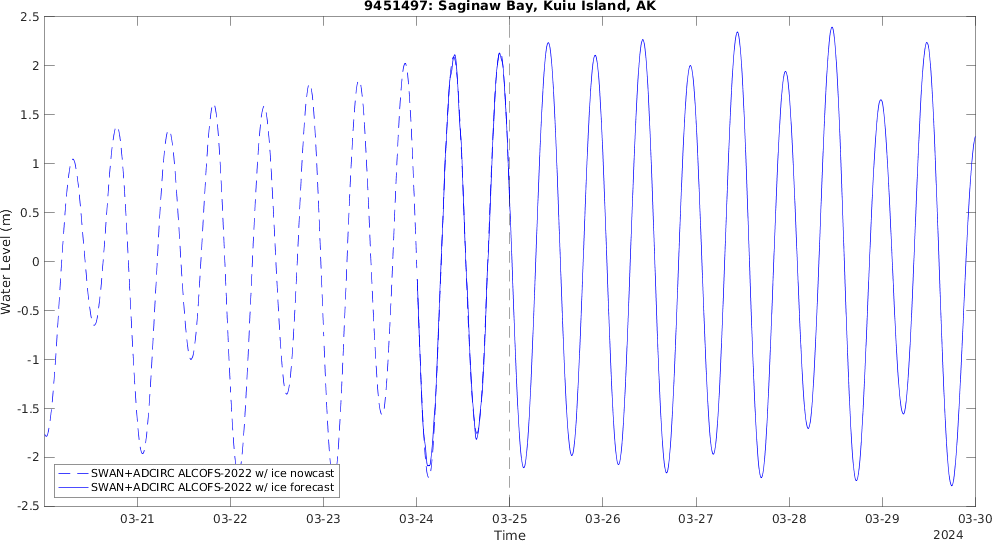 9451497: Saginaw Bay, Kuiu Island, AK
2.5
2
1.5
1
0.5
0
-0.5
-1
-1.5
-2
-2.5
Water Level (m)
SWAN+ADCIRC ALCOFS-2022 w/ ice nowcast
SWAN+ADCIRC ALCOFS-2022 w/ ice forecast
03-21 03-22 03-23 03-24 03-25 03-26 03-27 03-28 03-29 03-30
Time
2024